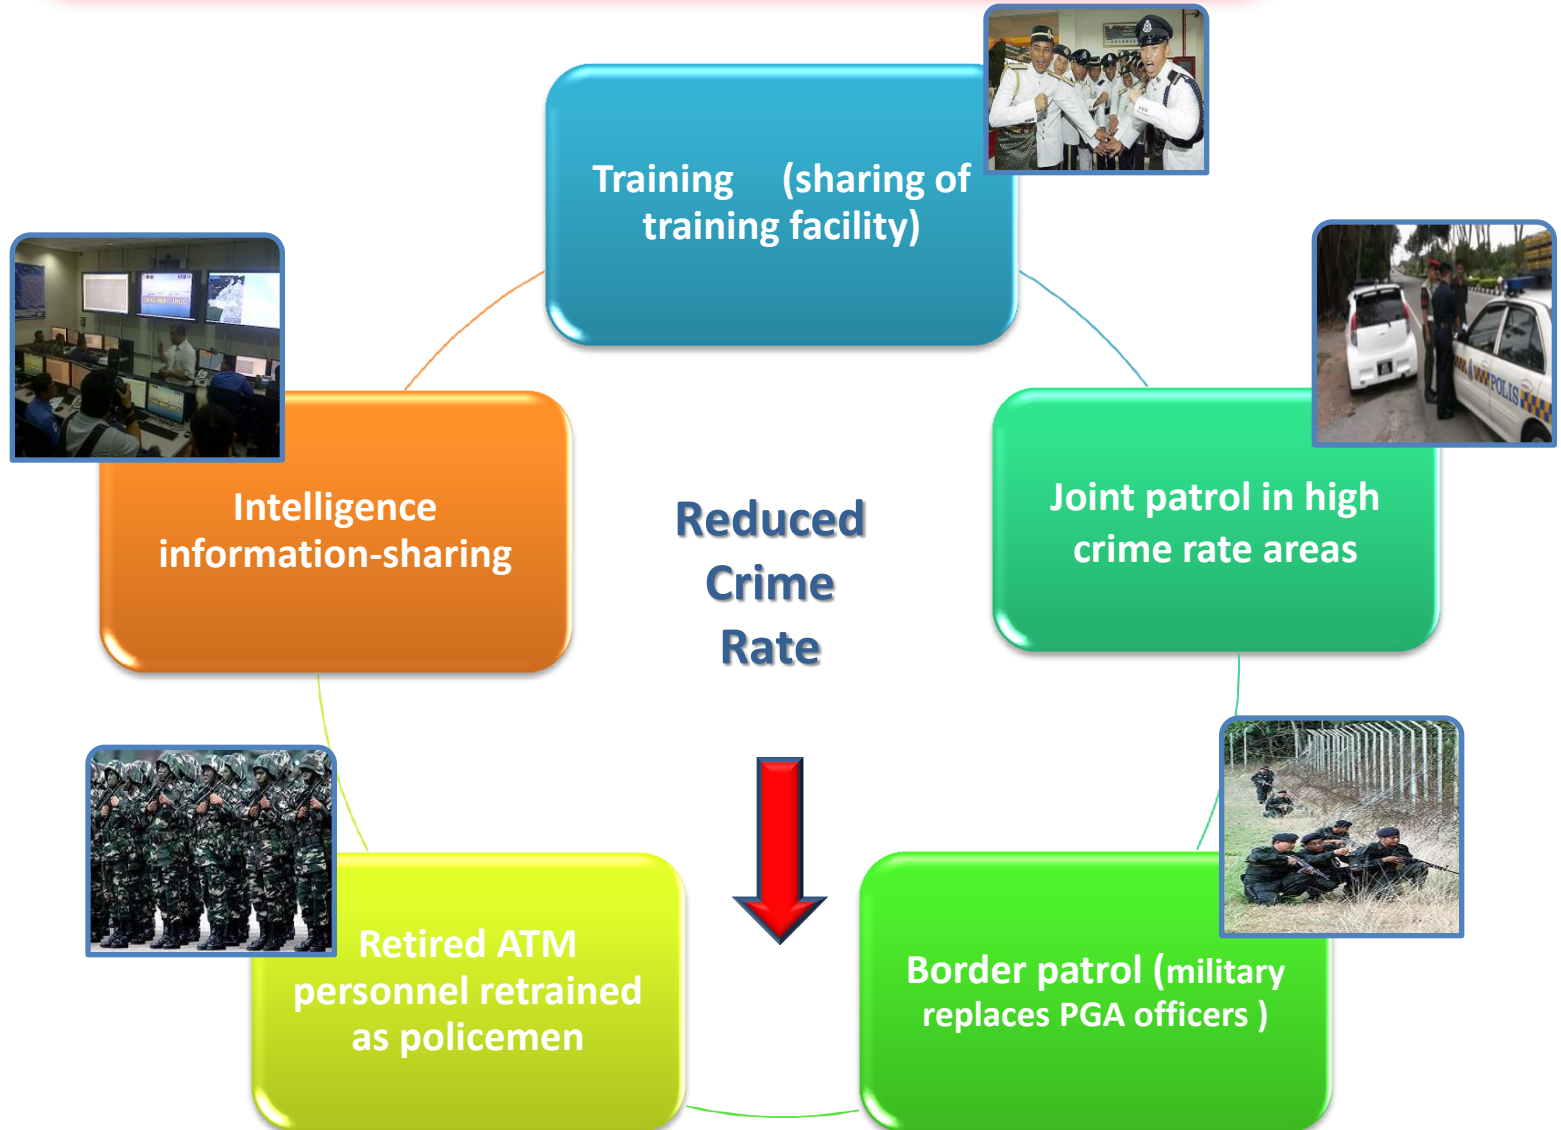 Training (sharing of
training facility)
Joint patrol in high
crime rate areas
POLIS
Intelligence
information-sharing
Reduced
Crime
Rate
Retired ATM
personnel retrained
as policemen
Border patrol (military
replaces PGA officers )